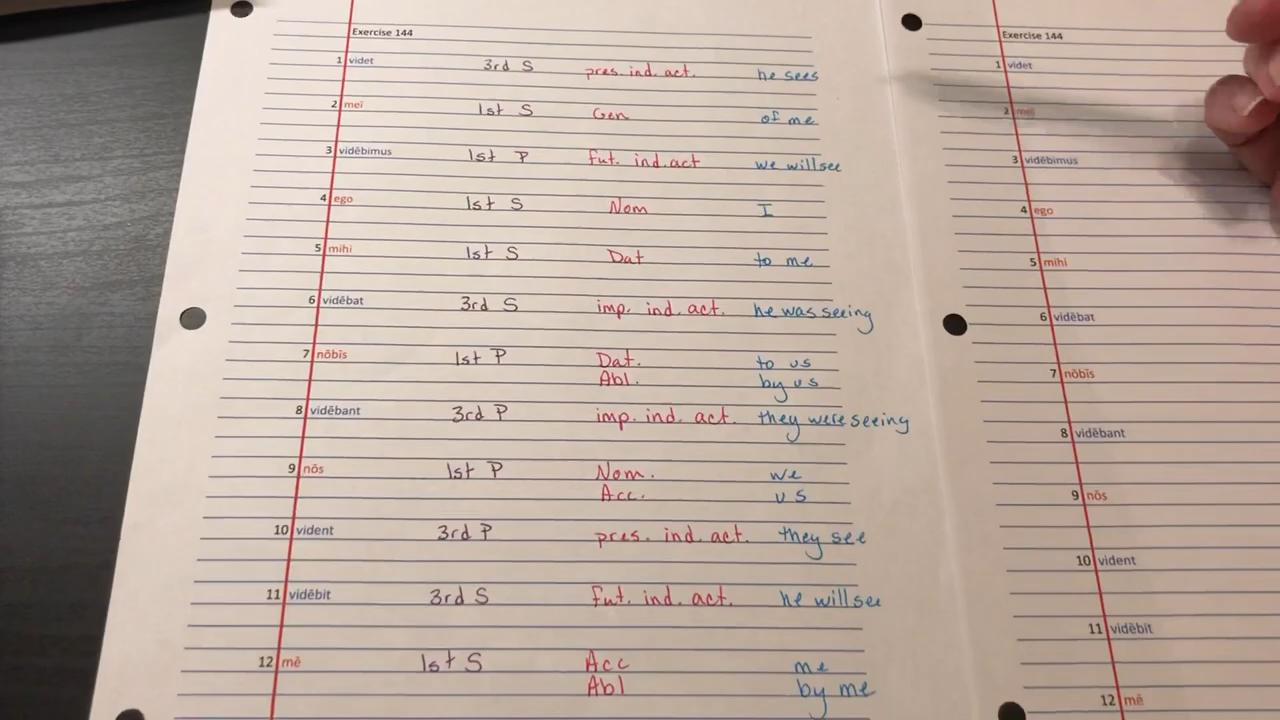 Exercise 144
1 videt 3rd S pres. ind. act. he sees
2 meī 1st S Gen of me
3 vidēbimus 1st P fut. ind. act we will see
4 ego 1st S Nom I
5 mihi 1st S Dat to me
6 vidēbat 3rd S imp. ind. act. he was seeing
7 nōbīs 1st P Dat. to us
Abl. by us
8 vidēbant 3rd P imp. ind. act. they were seeing
9 nōs 1st P Nom. we
Acc. us
10 vident 3rd P pres. ind. act. they see
11 vidēbit 3rd S fut. ind. act. he will see
12 mē 1st S Acc me
Abl by me
Exercise 144
1 videt
2 meī
3 vidēbimus
4 ego
5 mihi
6 vidēbat
7 nōbīs
8 vidēbant
9 nōs
10 vident
11 vidēbit
12 mē